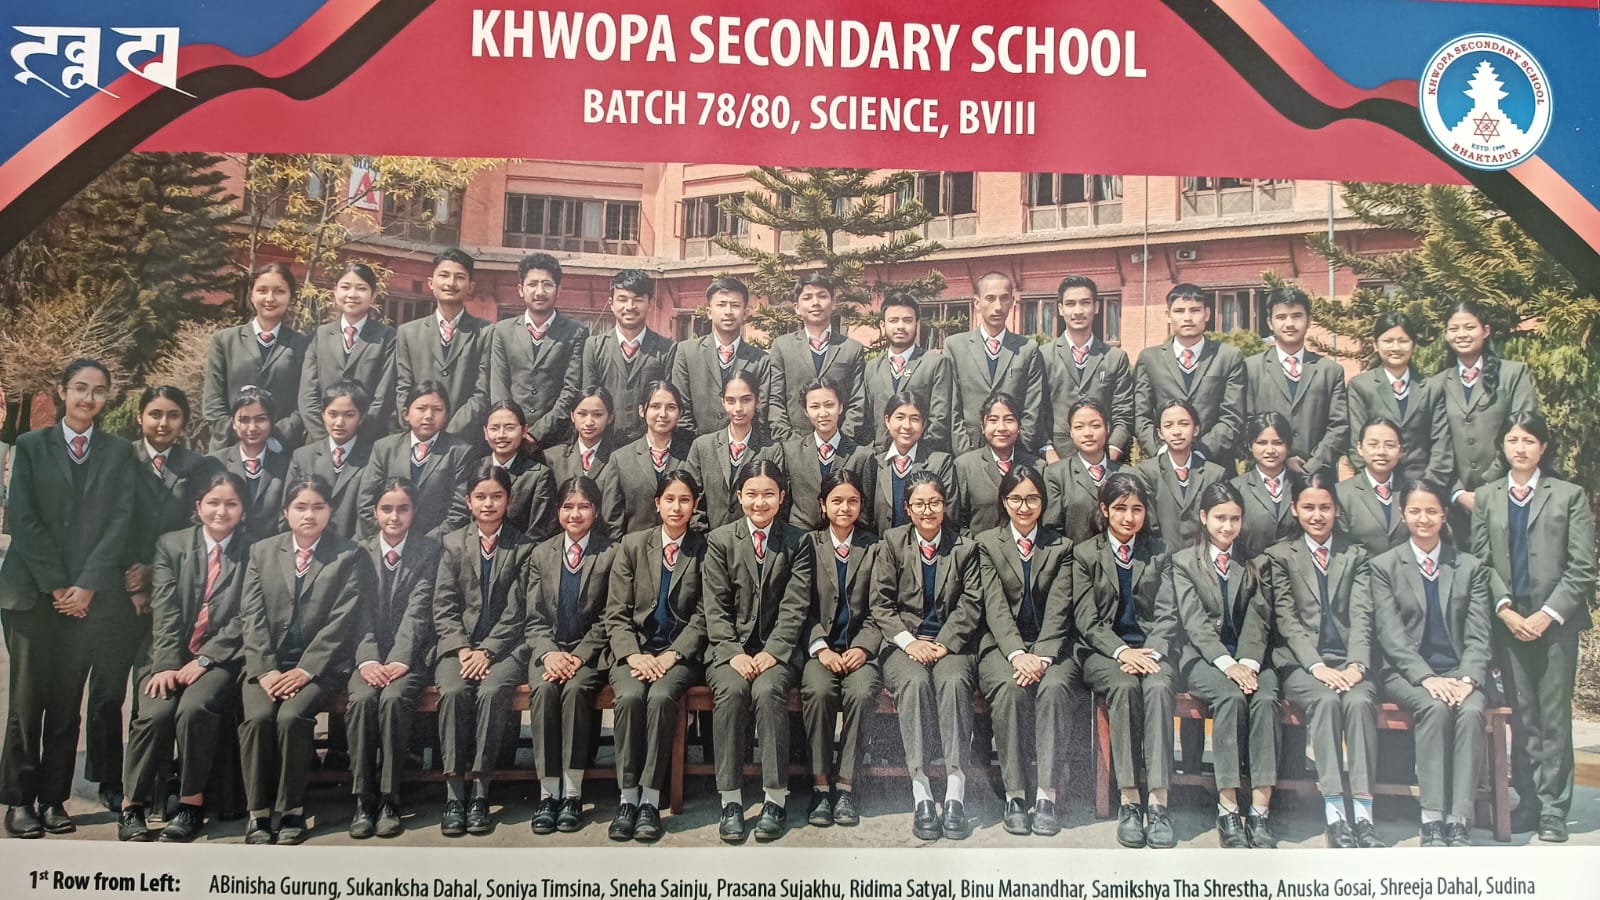 ख्वप
KHWOPA SECONDARY SCHOOL
BATCH 78/80, SCIENCE, BVIII
KHWOPA SECONDARY SCHOOL
ESTD. 1999
BHAKTAPUR
1st Row from Left: ABinisha Gurung, Sukanksha Dahal, Soniya Timsina, Sneha Sainju, Prasana Sujakhu, Ridima Satyal, Binu Manandhar, Samikshya Tha Shrestha, Anuska Gosai, Shreeja Dahal, Sudina